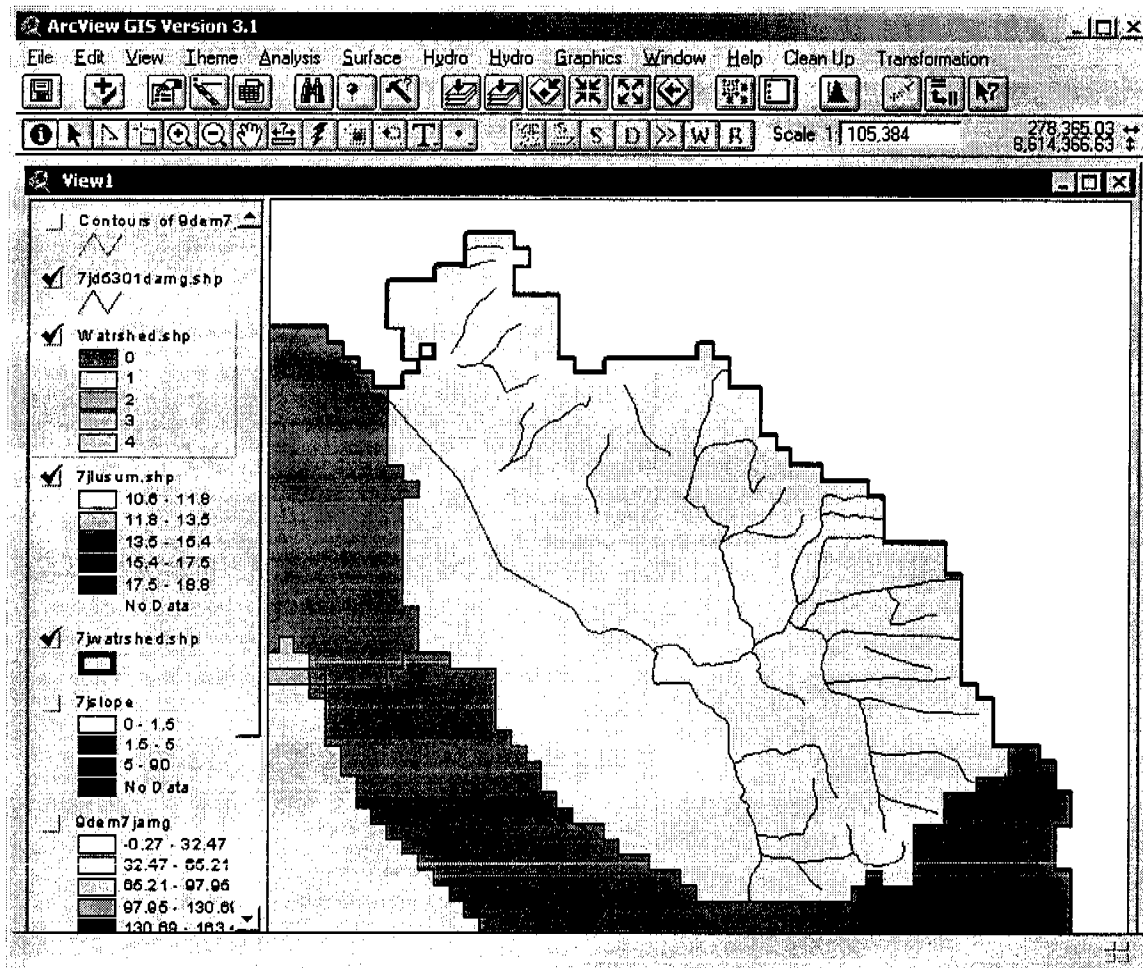 ArcView GIS Version 3.1
File Edit View Theme Analysis Surface Hydro Hydro Graphics Window Help Clean Up Transformation
S D >> W R Scale 1: 105,384 278,365.03
8,614,366.63
View1
Contours of 9dem7
7jd6301damg.shp
Watrshed.shp
0
1
2
3
4
7jlusum.shp
10.6 - 11.8
11.8 - 13.5
13.5 - 15.4
15.4 - 17.5
17.5 - 18.8
No Data
7jwatrshed.shp
7jslope
0 - 1.5
1.5 - 5
5 - 90
No Data
9dem7jamg
-0.27 - 32.47
32.47 - 65.21
65.21 - 97.95
97.95 - 130.69
130.69 - 163.4